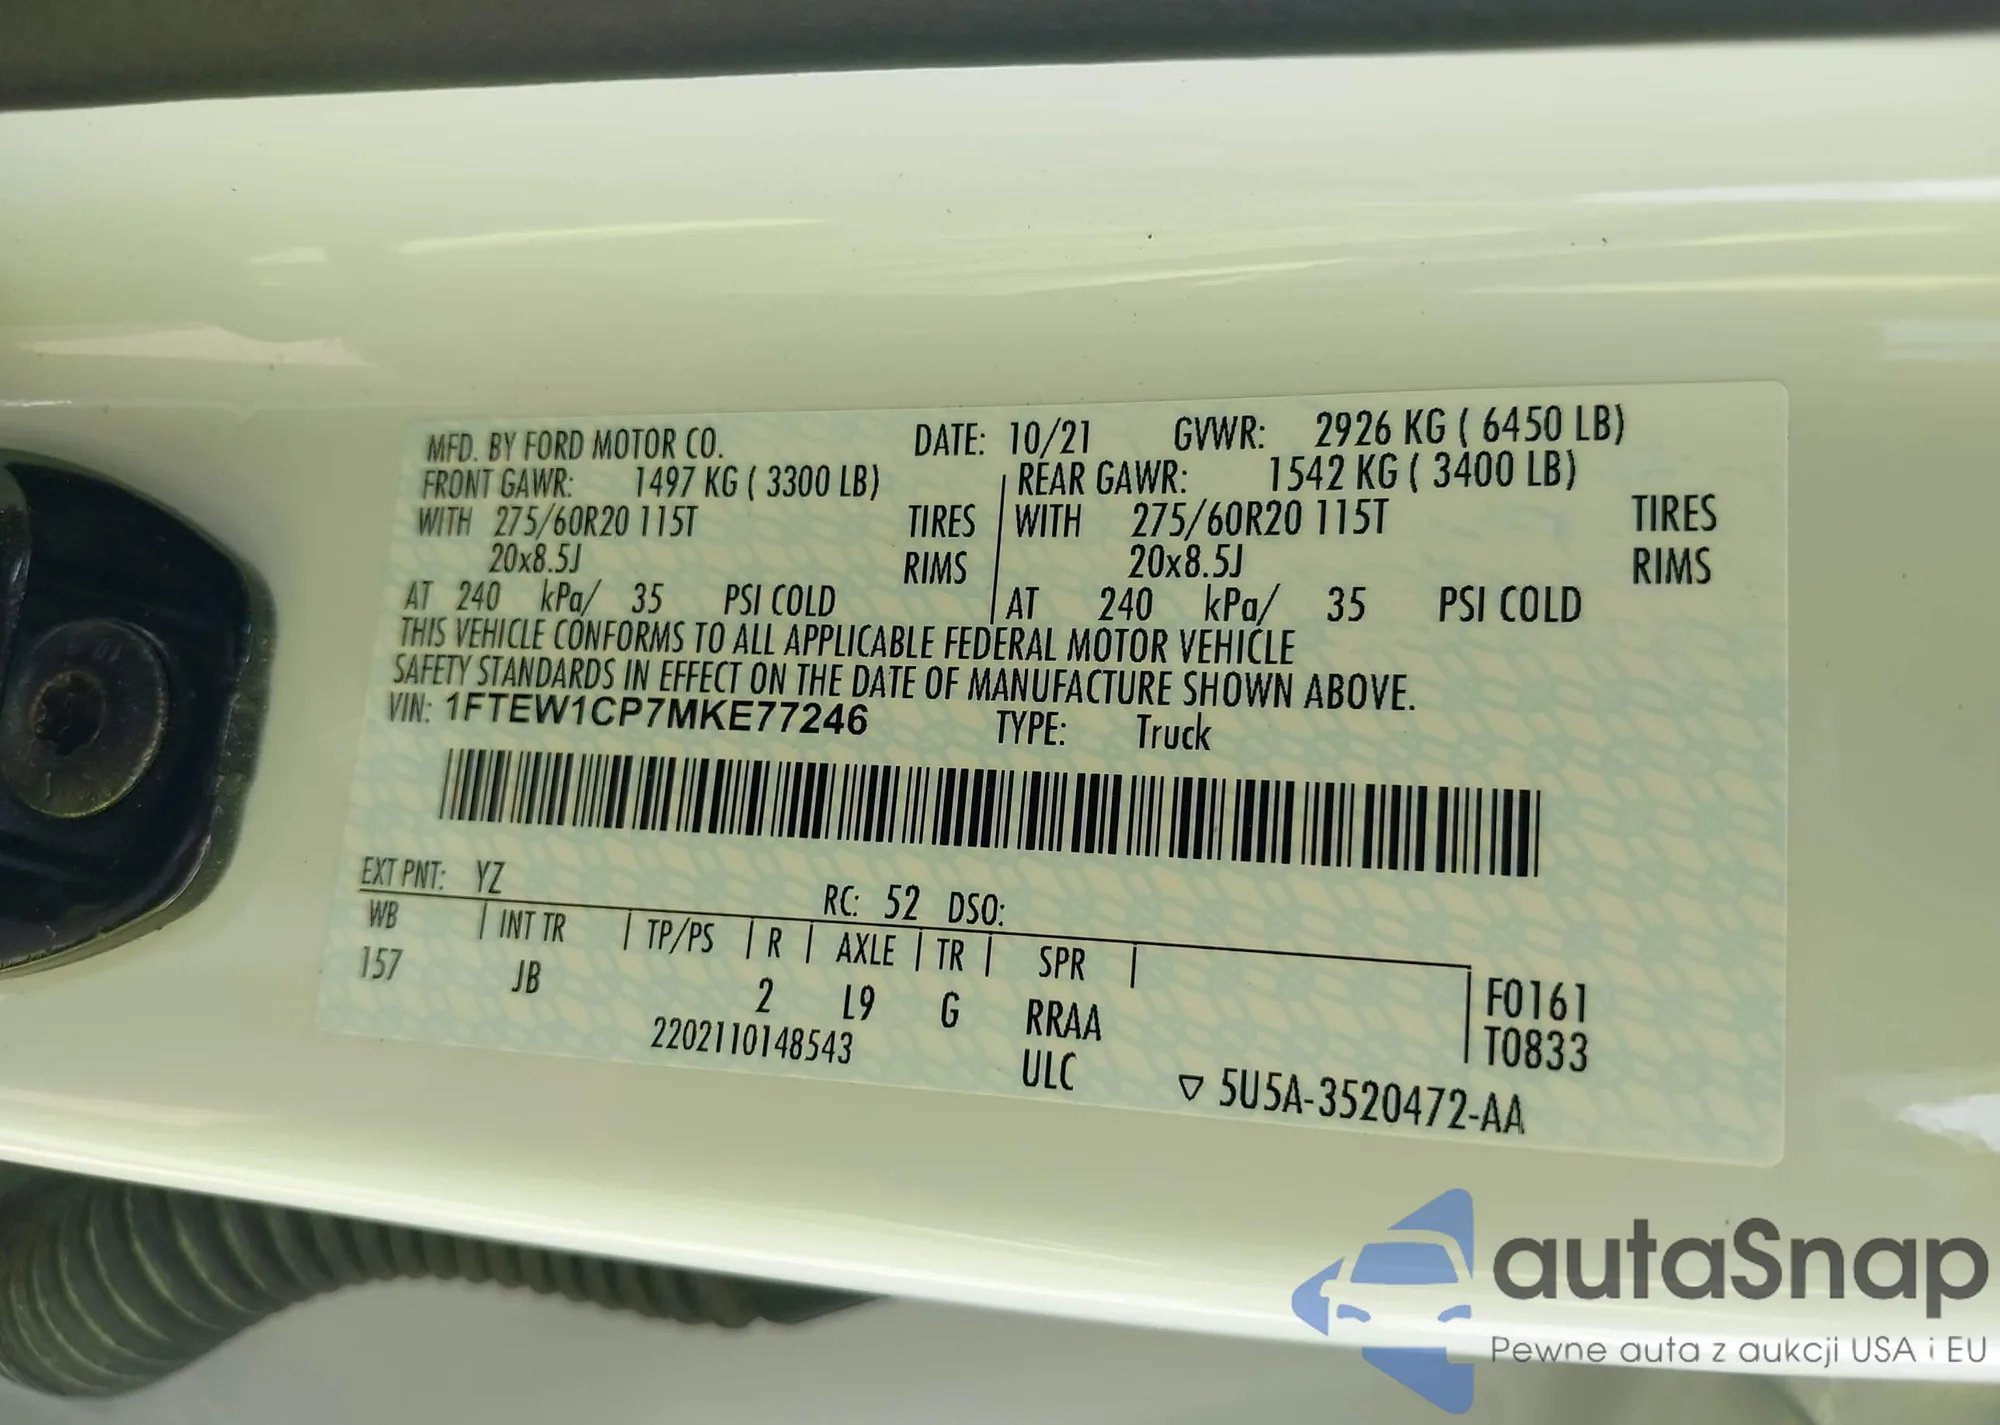 MFD. BY FORD MOTOR CO. DATE: 10/21 GVWR: 2926 KG ( 6450 LB)
FRONT GAWR: 1497 KG ( 3300 LB) REAR GAWR: 1542 KG ( 3400 LB)
WITH 275/60R20 115T TIRES WITH 275/60R20 115T TIRES
20x8.5J RIMS 20x8.5J RIMS
AT 240 kPa/ 35 PSI COLD AT 240 kPa/ 35 PSI COLD
THIS VEHICLE CONFORMS TO ALL APPLICABLE FEDERAL MOTOR VEHICLE
SAFETY STANDARDS IN EFFECT ON THE DATE OF MANUFACTURE SHOWN ABOVE.
VIN: 1FTEW1CP7MKE77246 TYPE: Truck
EXT PNT: YZ RC: 52 DSO:
WB INT TR TP/PS R AXLE TR SPR
157 JB 2 L9 G RRAA F0161
2202110148543 ULC T0833
▽ 5U5A-3520472-AA
autaSnap
Pewne auta z aukcji USA i EU